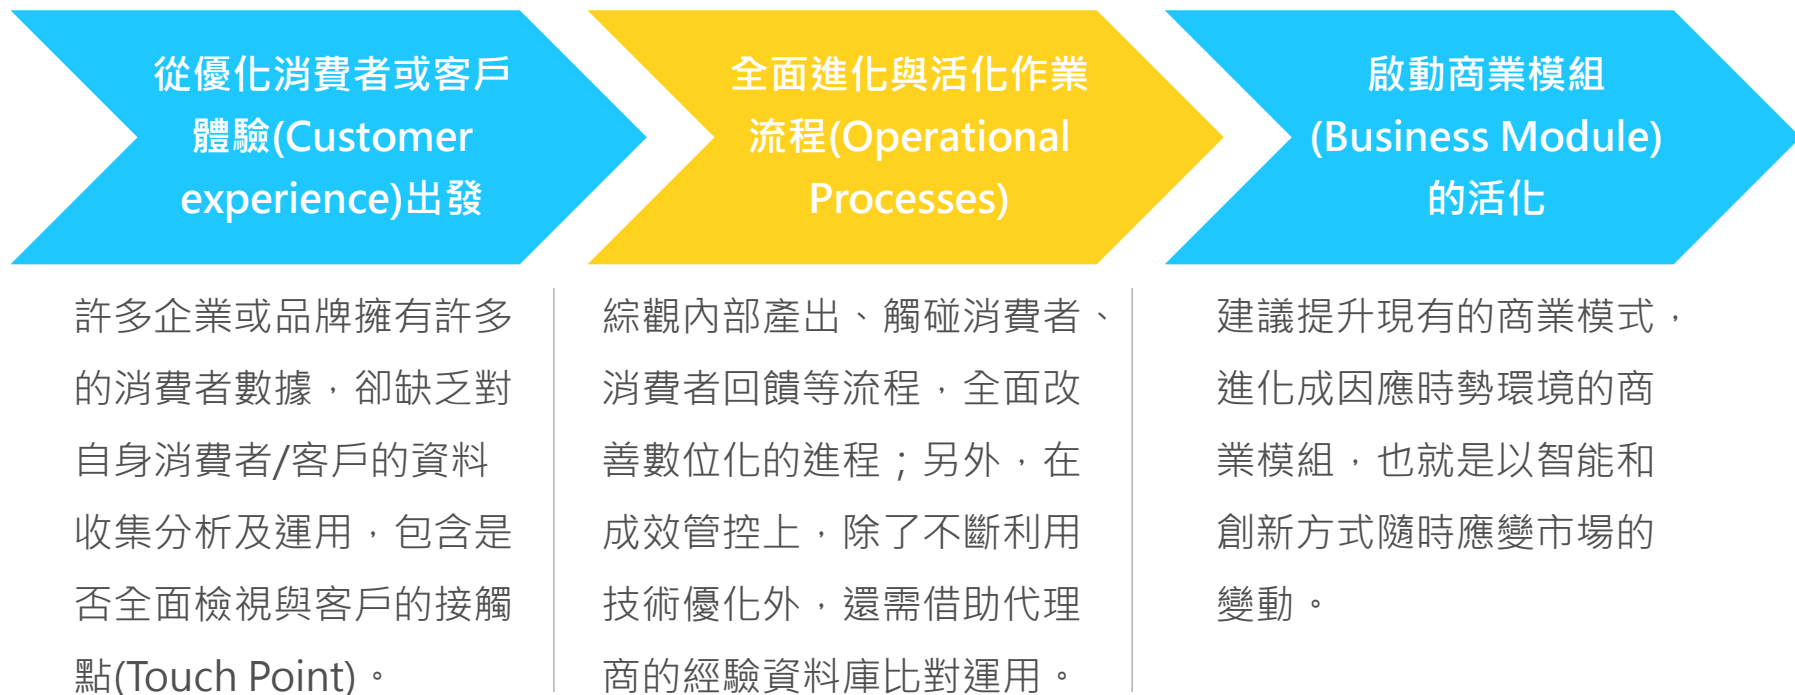 從優化消費者或客戶
體驗(Customer
experience)出發
全面進化與活化作業
流程(Operational
Processes)
啟動商業模組
(Business Module)
的活化
許多企業或品牌擁有許多
的消費者數據，卻缺乏對
自身消費者/客戶的資料
收集分析及運用，包含是
否全面檢視與客戶的接觸
點(Touch Point)。
綜觀內部產出、觸碰消費者、
消費者回饋等流程，全面改
善數位化的進程；另外，在
成效管控上，除了不斷利用
技術優化外，還需借助代理
商的經驗資料庫比對運用。
建議提升現有的商業模式，
進化成因應時勢環境的商
業模組，也就是以智能和
創新方式隨時應變市場的
變動。